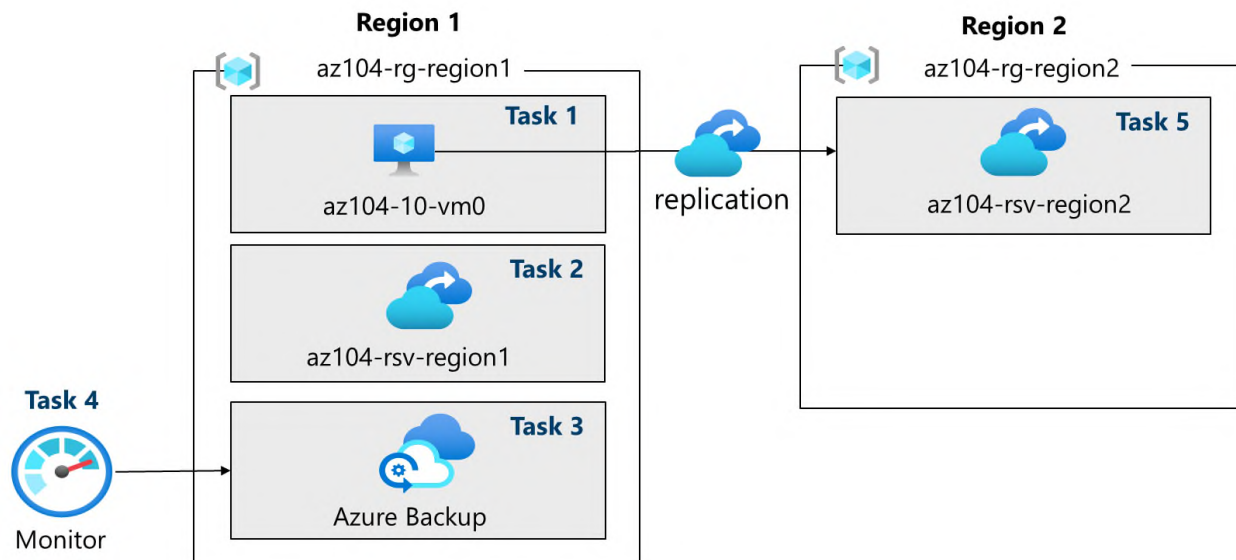 Region 1
az104-rg-region1
Task 1
az104-10-vm0
Task 2
az104-rsv-region1
Task 3
Azure Backup
Task 4
Monitor
replication
Region 2
az104-rg-region2
Task 5
az104-rsv-region2